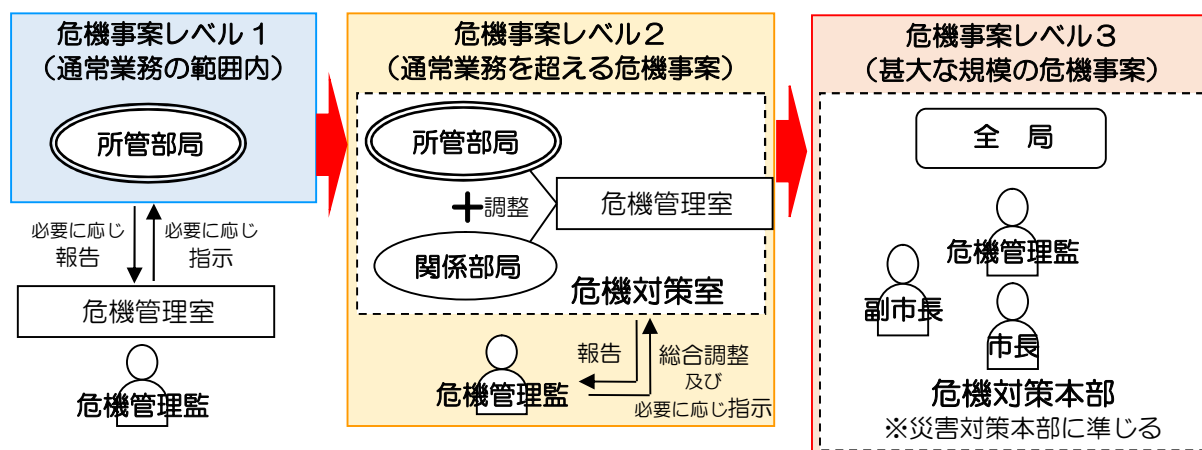 危機事案レベル１
（通常業務の範囲内）
所管部局
必要に応じ
報告
必要に応じ
指示
危機管理室
危機管理監
危機事案レベル２
（通常業務を超える危機事案）
所管部局
＋調整
危機管理室
関係部局
危機対策室
報告
総合調整
及び
必要に応じ指示
危機管理監
危機事案レベル３
（甚大な規模の危機事案）
全　局
危機管理監
副市長
市長
危機対策本部
※災害対策本部に準じる